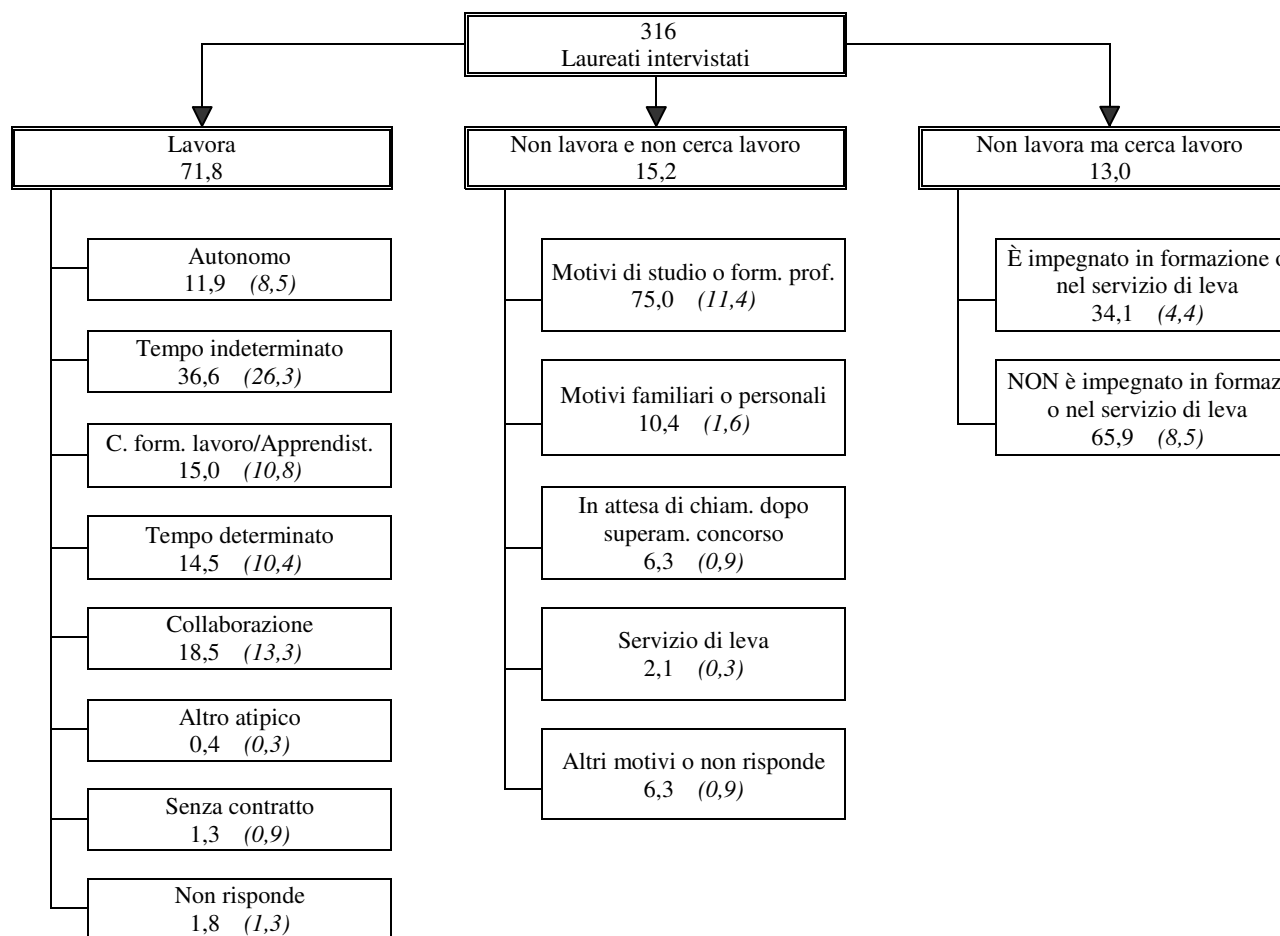 316
Laureati intervistati
Lavora
71,8
Autonomo
11,9 (8,5)
Tempo indeterminato
36,6 (26,3)
C. form. lavoro/Apprendist.
15,0 (10,8)
Tempo determinato
14,5 (10,4)
Collaborazione
18,5 (13,3)
Altro atipico
0,4 (0,3)
Senza contratto
1,3 (0,9)
Non risponde
1,8 (1,3)
Non lavora e non cerca lavoro
15,2
Motivi di studio o form. prof.
75,0 (11,4)
Motivi familiari o personali
10,4 (1,6)
In attesa di chiam. dopo
superam. concorso
6,3 (0,9)
Servizio di leva
2,1 (0,3)
Altri motivi o non risponde
6,3 (0,9)
Non lavora ma cerca lavoro
13,0
È impegnato in formazione o
nel servizio di leva
34,1 (4,4)
NON è impegnato in formaz
o nel servizio di leva
65,9 (8,5)